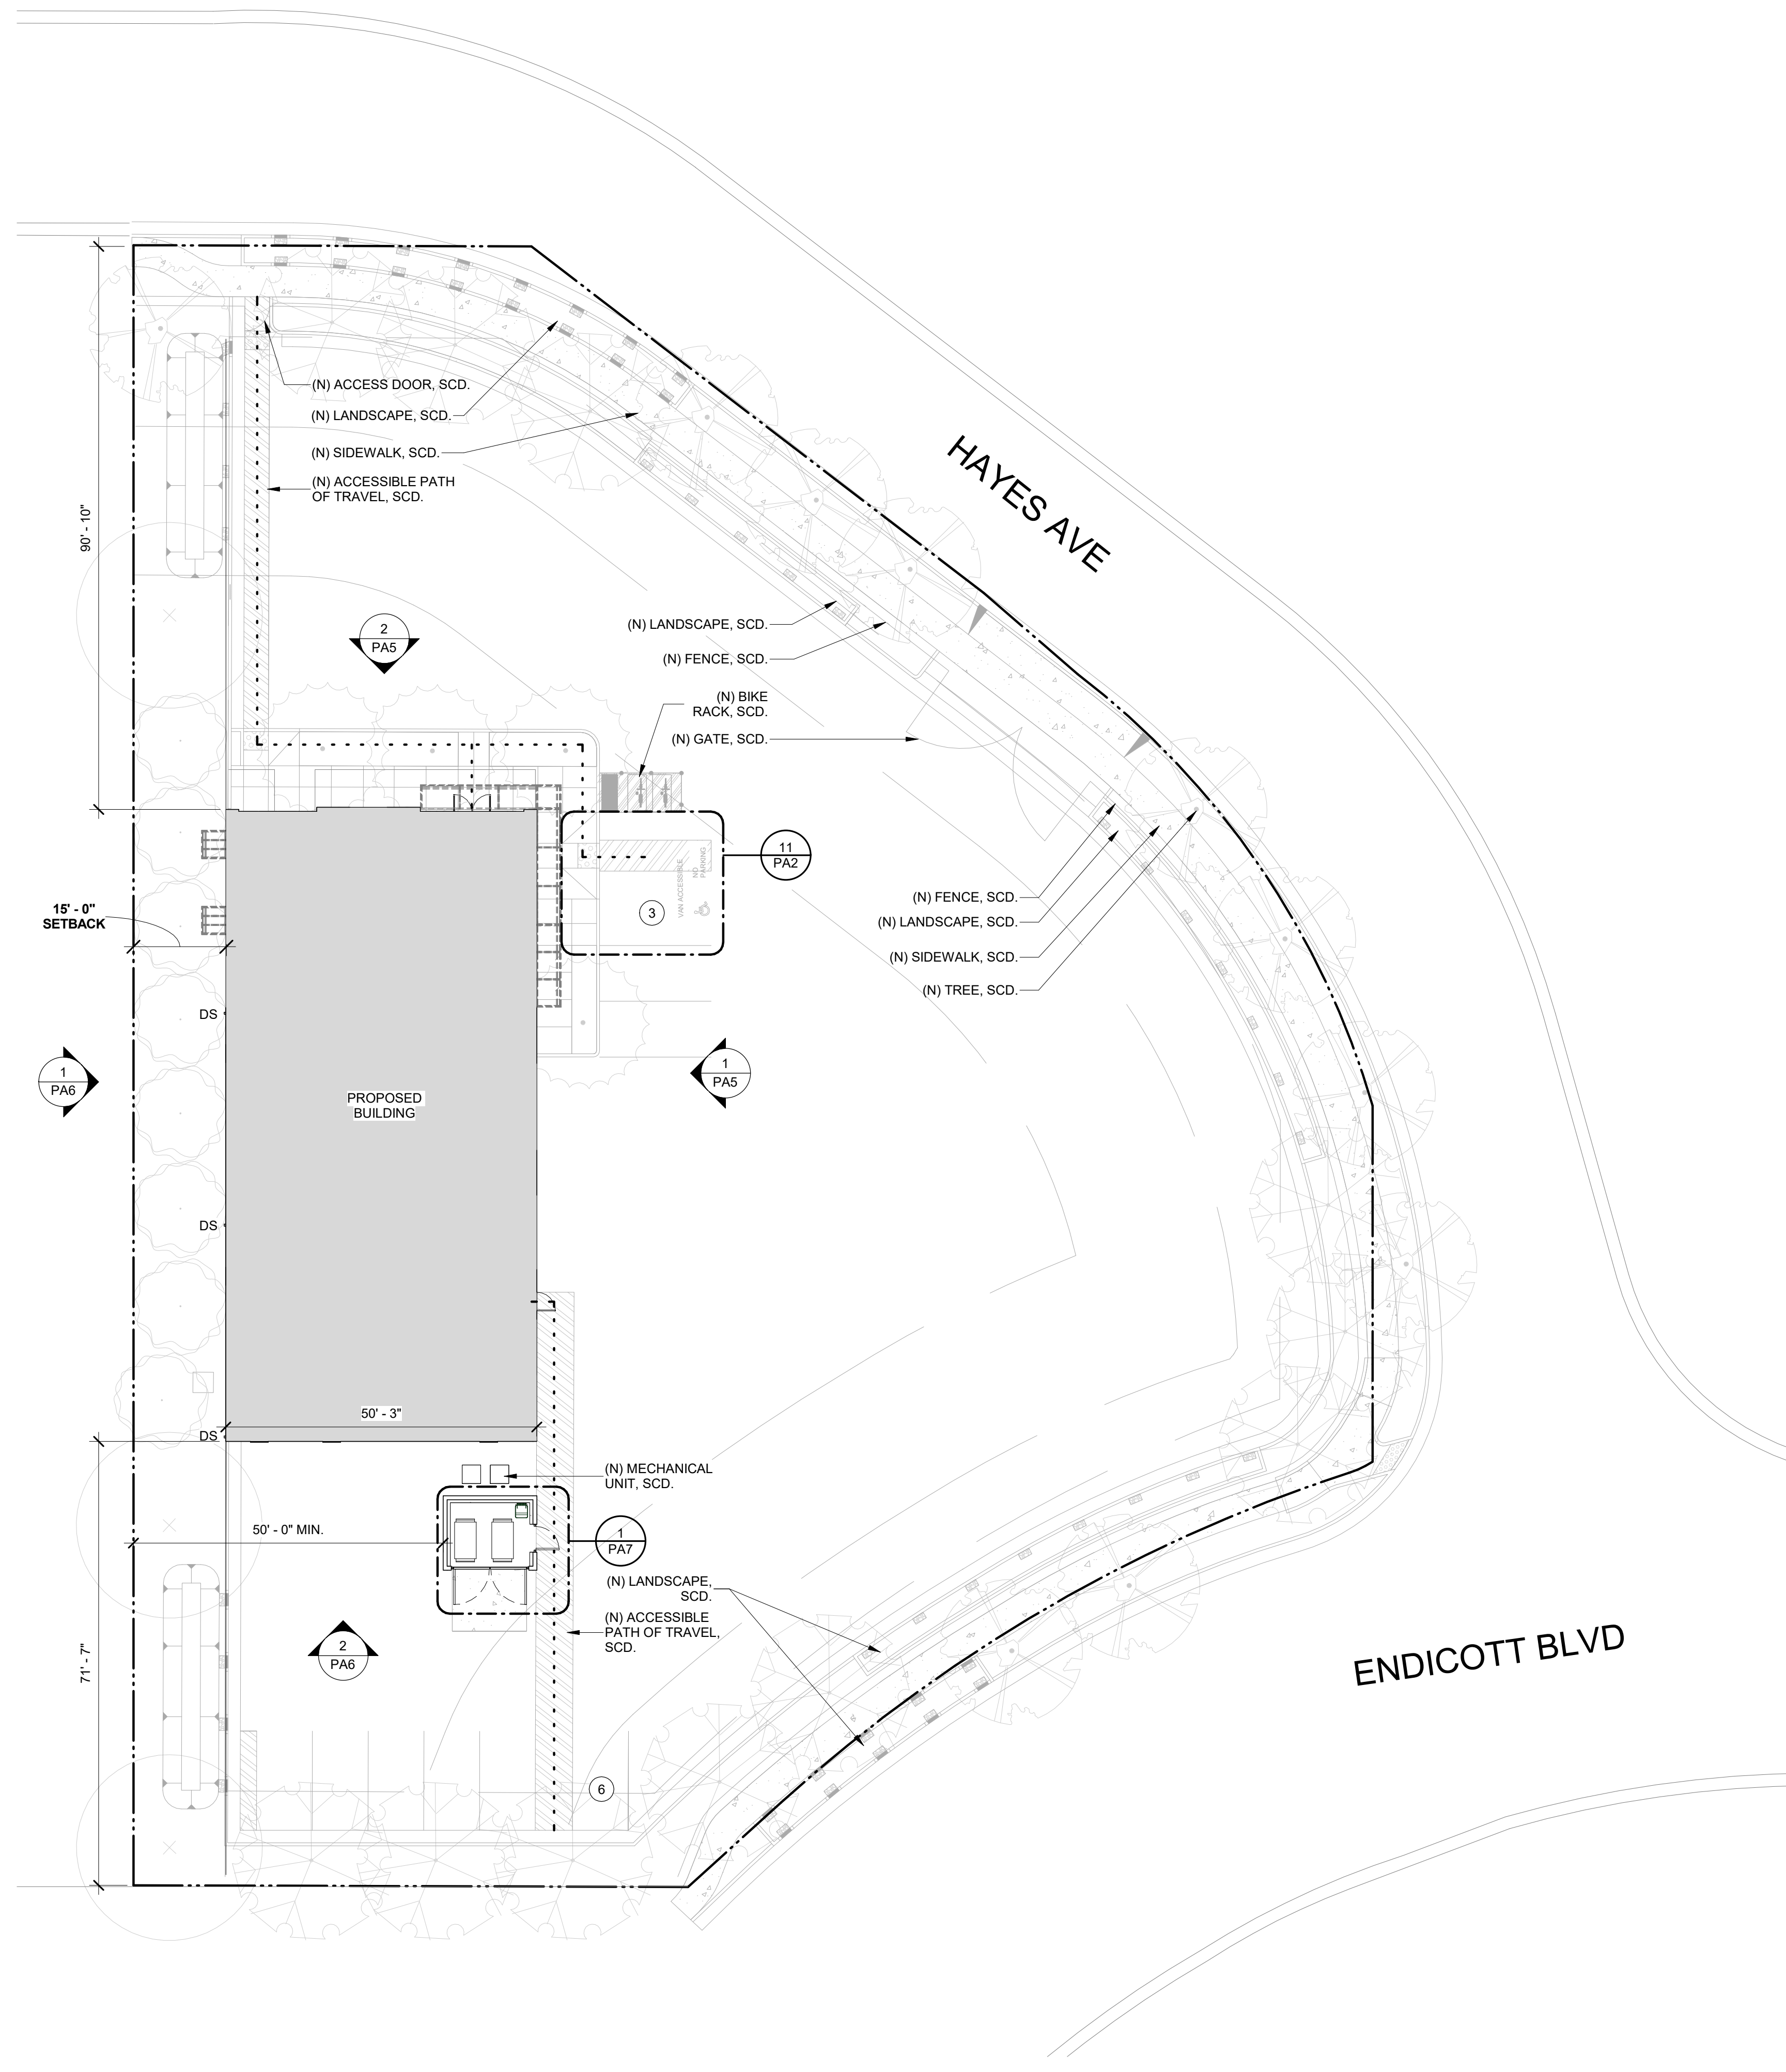 HAYES AVE
(N) ACCESS DOOR, SCD.
(N) LANDSCAPE, SCD.
(N) SIDEWALK, SCD.
(N) ACCESSIBLE PATH
OF TRAVEL, SCD.
90' - 10"
2
PA5
(N) LANDSCAPE, SCD.
(N) FENCE, SCD.
(N) BIKE
RACK, SCD.
(N) GATE, SCD.
11
PA2
VAN ACCESSIBLE
NO
PARKING
3
15' - 0"
SETBACK
(N) FENCE, SCD.
(N) LANDSCAPE, SCD.
(N) SIDEWALK, SCD.
(N) TREE, SCD.
DS
1
PA6
1
PA5
PROPOSED
BUILDING
DS
50' - 3"
DS
(N) MECHANICAL
UNIT, SCD.
50' - 0" MIN.
1
PA7
(N) LANDSCAPE,
SCD.
(N) ACCESSIBLE
PATH OF TRAVEL,
SCD.
2
PA6
71' - 7"
ENDICOTT BLVD
6